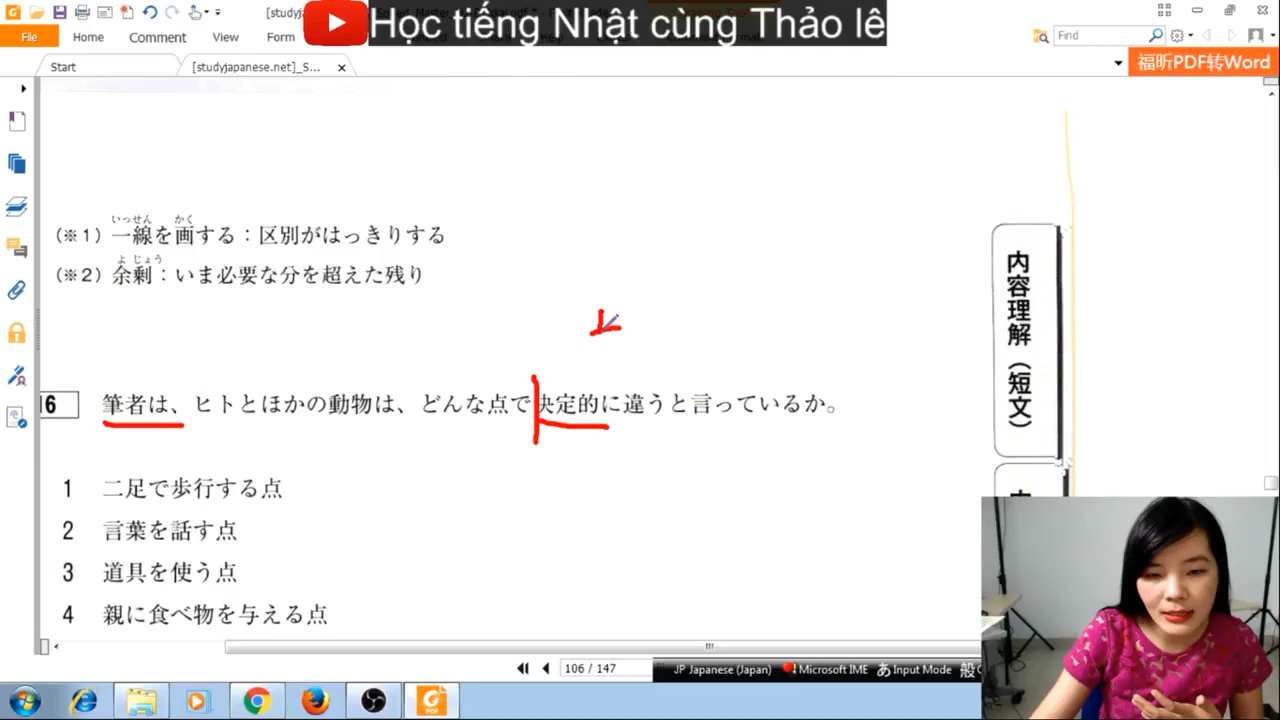 [studyja
Học tiếng Nhật cùng Thảo lê
File Home Comment View Form
Find
福昕PDF转Word
Start [studyjapanese.net]_S...
いっせん かく
(※1) 一線を画する：区別がはっきりする
よ じょう
(※2) 余剰：いま必要な分を超えた残り
内容理解（短文）
16 筆者は、ヒトとほかの動物は、どんな点で決定的に違うと言っているか。
1 二足で歩行する点
2 言葉を話す点
3 道具を使う点
4 親に食べ物を与える点
106 / 147
JP Japanese (Japan) Microsoft IME あ Input Mode 般
PDF